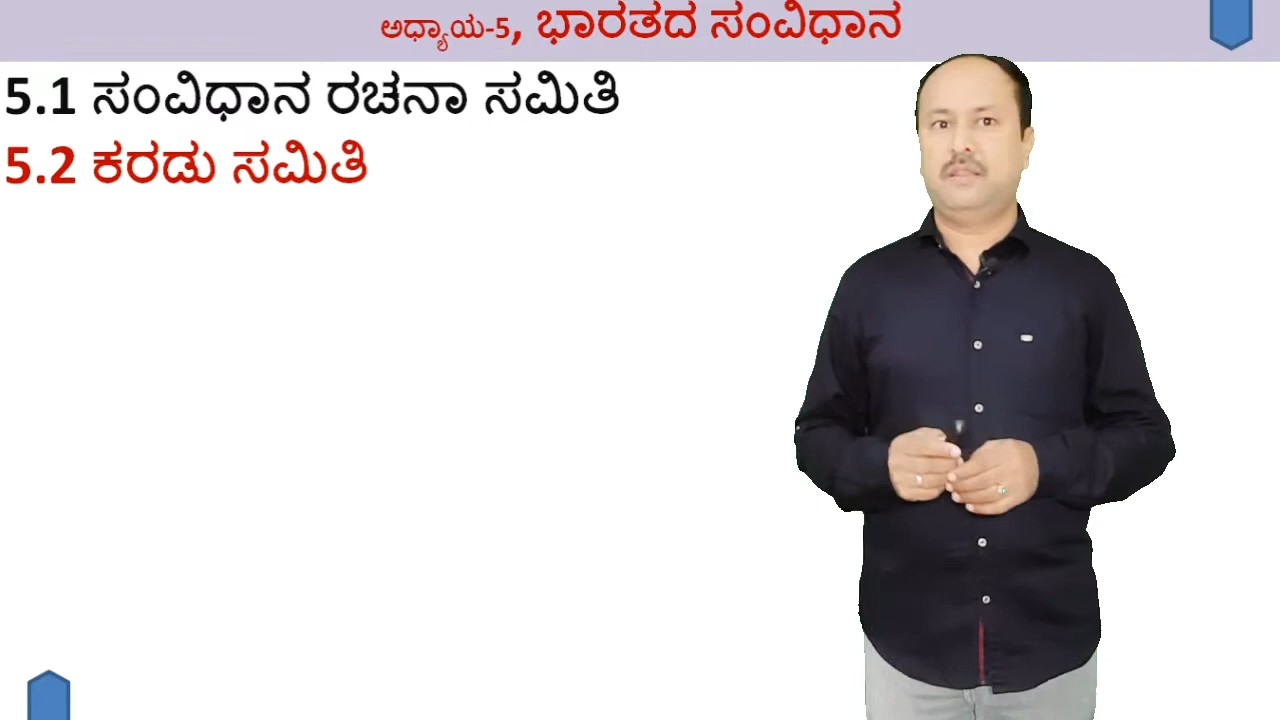 ಅಧ್ಯಾಯ-5, ಭಾರತದ ಸಂವಿಧಾನ
5.1 ಸಂವಿಧಾನ ರಚನಾ ಸಮಿತಿ
5.2 ಕರಡು ಸಮಿತಿ